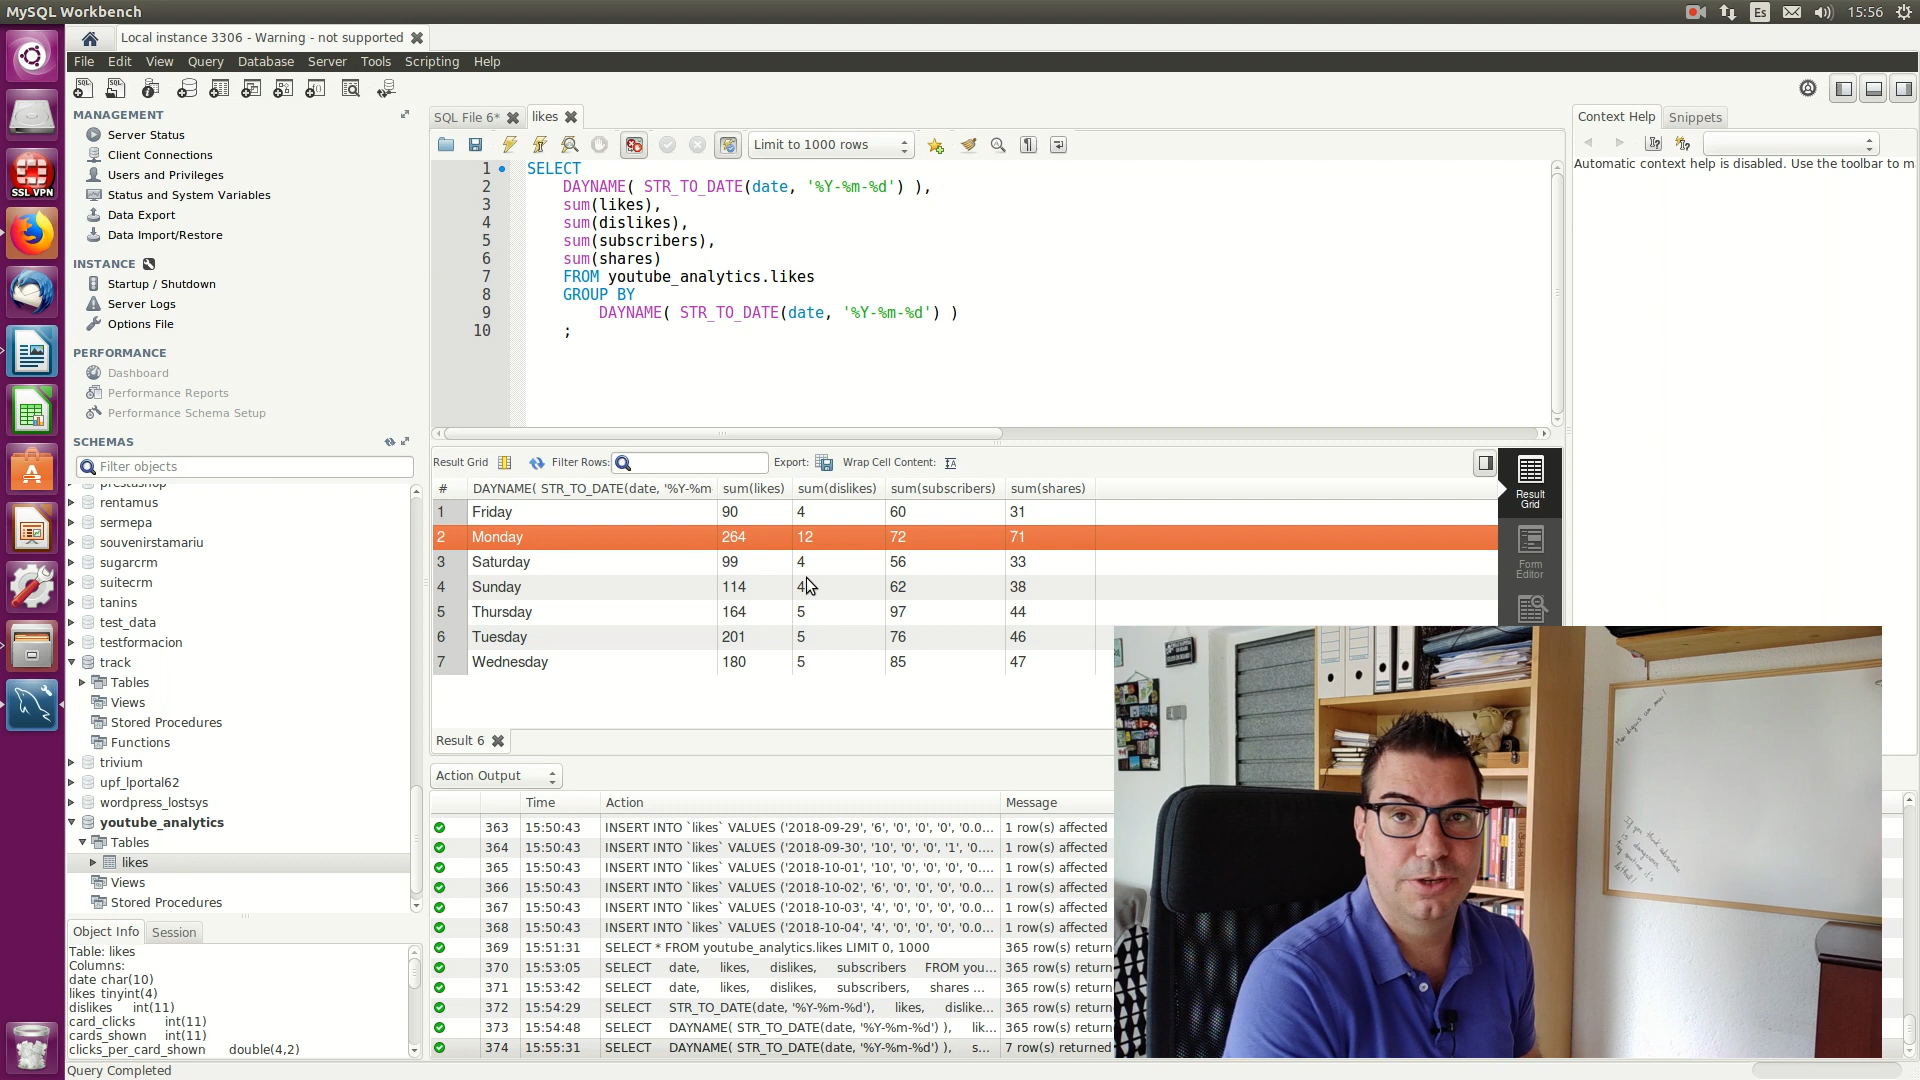 MySQL Workbench
Es
15:56
Local instance 3306 - Warning - not supported
File Edit View Query Database Server Tools Scripting Help
MANAGEMENT
Server Status
Client Connections
Users and Privileges
Status and System Variables
Data Export
Data Import/Restore
INSTANCE
Startup / Shutdown
Server Logs
Options File
PERFORMANCE
Dashboard
Performance Reports
Performance Schema Setup
SCHEMAS
Filter objects
prestashop
rentamus
sermepa
souvenirstamariu
sugarcrm
suitecrm
tanins
test_data
testformacion
track
Tables
Views
Stored Procedures
Functions
trivium
upf_lportal62
wordpress_lostsys
youtube_analytics
Tables
likes
Views
Stored Procedures
Object Info Session
Table: likes
Columns:
date char(10)
likes tinyint(4)
dislikes int(11)
card_clicks int(11)
cards_shown int(11)
clicks_per_card_shown double(4,2)
Query Completed
SSL VPN
SQL File 6* likes
Limit to 1000 rows
1 SELECT
2 DAYNAME( STR_TO_DATE(date, '%Y-%m-%d') ),
3 sum(likes),
4 sum(dislikes),
5 sum(subscribers),
6 sum(shares)
7 FROM youtube_analytics.likes
8 GROUP BY
9 DAYNAME( STR_TO_DATE(date, '%Y-%m-%d') )
10 ;
Result Grid Filter Rows: Export: Wrap Cell Content:
# DAYNAME( STR_TO_DATE(date, '%Y-%m sum(likes) sum(dislikes) sum(subscribers) sum(shares)
1 Friday 90 4 60 31
2 Monday 264 12 72 71
3 Saturday 99 4 56 33
4 Sunday 114 4 62 38
5 Thursday 164 5 97 44
6 Tuesday 201 5 76 46
7 Wednesday 180 5 85 47
Result Grid
Form Editor
Result 6
Action Output
Time Action Message
363 15:50:43 INSERT INTO `likes` VALUES ('2018-09-29', '6', '0', '0', '0', '0.0... 1 row(s) affected
364 15:50:43 INSERT INTO `likes` VALUES ('2018-09-30', '10', '0', '0', '1', '0.... 1 row(s) affected
365 15:50:43 INSERT INTO `likes` VALUES ('2018-10-01', '10', '0', '0', '0', '0.... 1 row(s) affected
366 15:50:43 INSERT INTO `likes` VALUES ('2018-10-02', '6', '0', '0', '0', '0.0... 1 row(s) affected
367 15:50:43 INSERT INTO `likes` VALUES ('2018-10-03', '4', '0', '0', '0', '0.0... 1 row(s) affected
368 15:50:43 INSERT INTO `likes` VALUES ('2018-10-04', '4', '0', '0', '0', '0.0... 1 row(s) affected
369 15:51:31 SELECT * FROM youtube_analytics.likes LIMIT 0, 1000 365 row(s) return
370 15:53:05 SELECT date, likes, dislikes, subscribers FROM you... 365 row(s) return
371 15:53:42 SELECT date, likes, dislikes, subscribers, shares ... 365 row(s) return
372 15:54:29 SELECT STR_TO_DATE(date, '%Y-%m-%d'), likes, dislike... 365 row(s) return
373 15:54:48 SELECT DAYNAME( STR_TO_DATE(date, '%Y-%m-%d') ), lik... 365 row(s) return
374 15:55:31 SELECT DAYNAME( STR_TO_DATE(date, '%Y-%m-%d') ), s... 7 row(s) returned
Context Help Snippets
Automatic context help is disabled. Use the toolbar to m